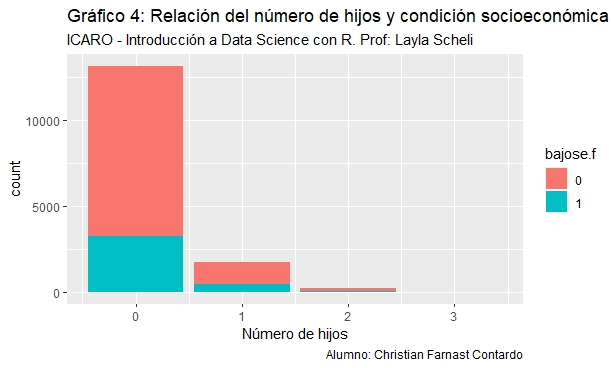 Gráfico 4: Relación del número de hijos y condición socioeconómica
ICARO - Introducción a Data Science con R. Prof: Layla Scheli
10000
5000
0
count
0
1
2
3
Número de hijos
bajose.f
0
1
Alumno: Christian Farnast Contardo